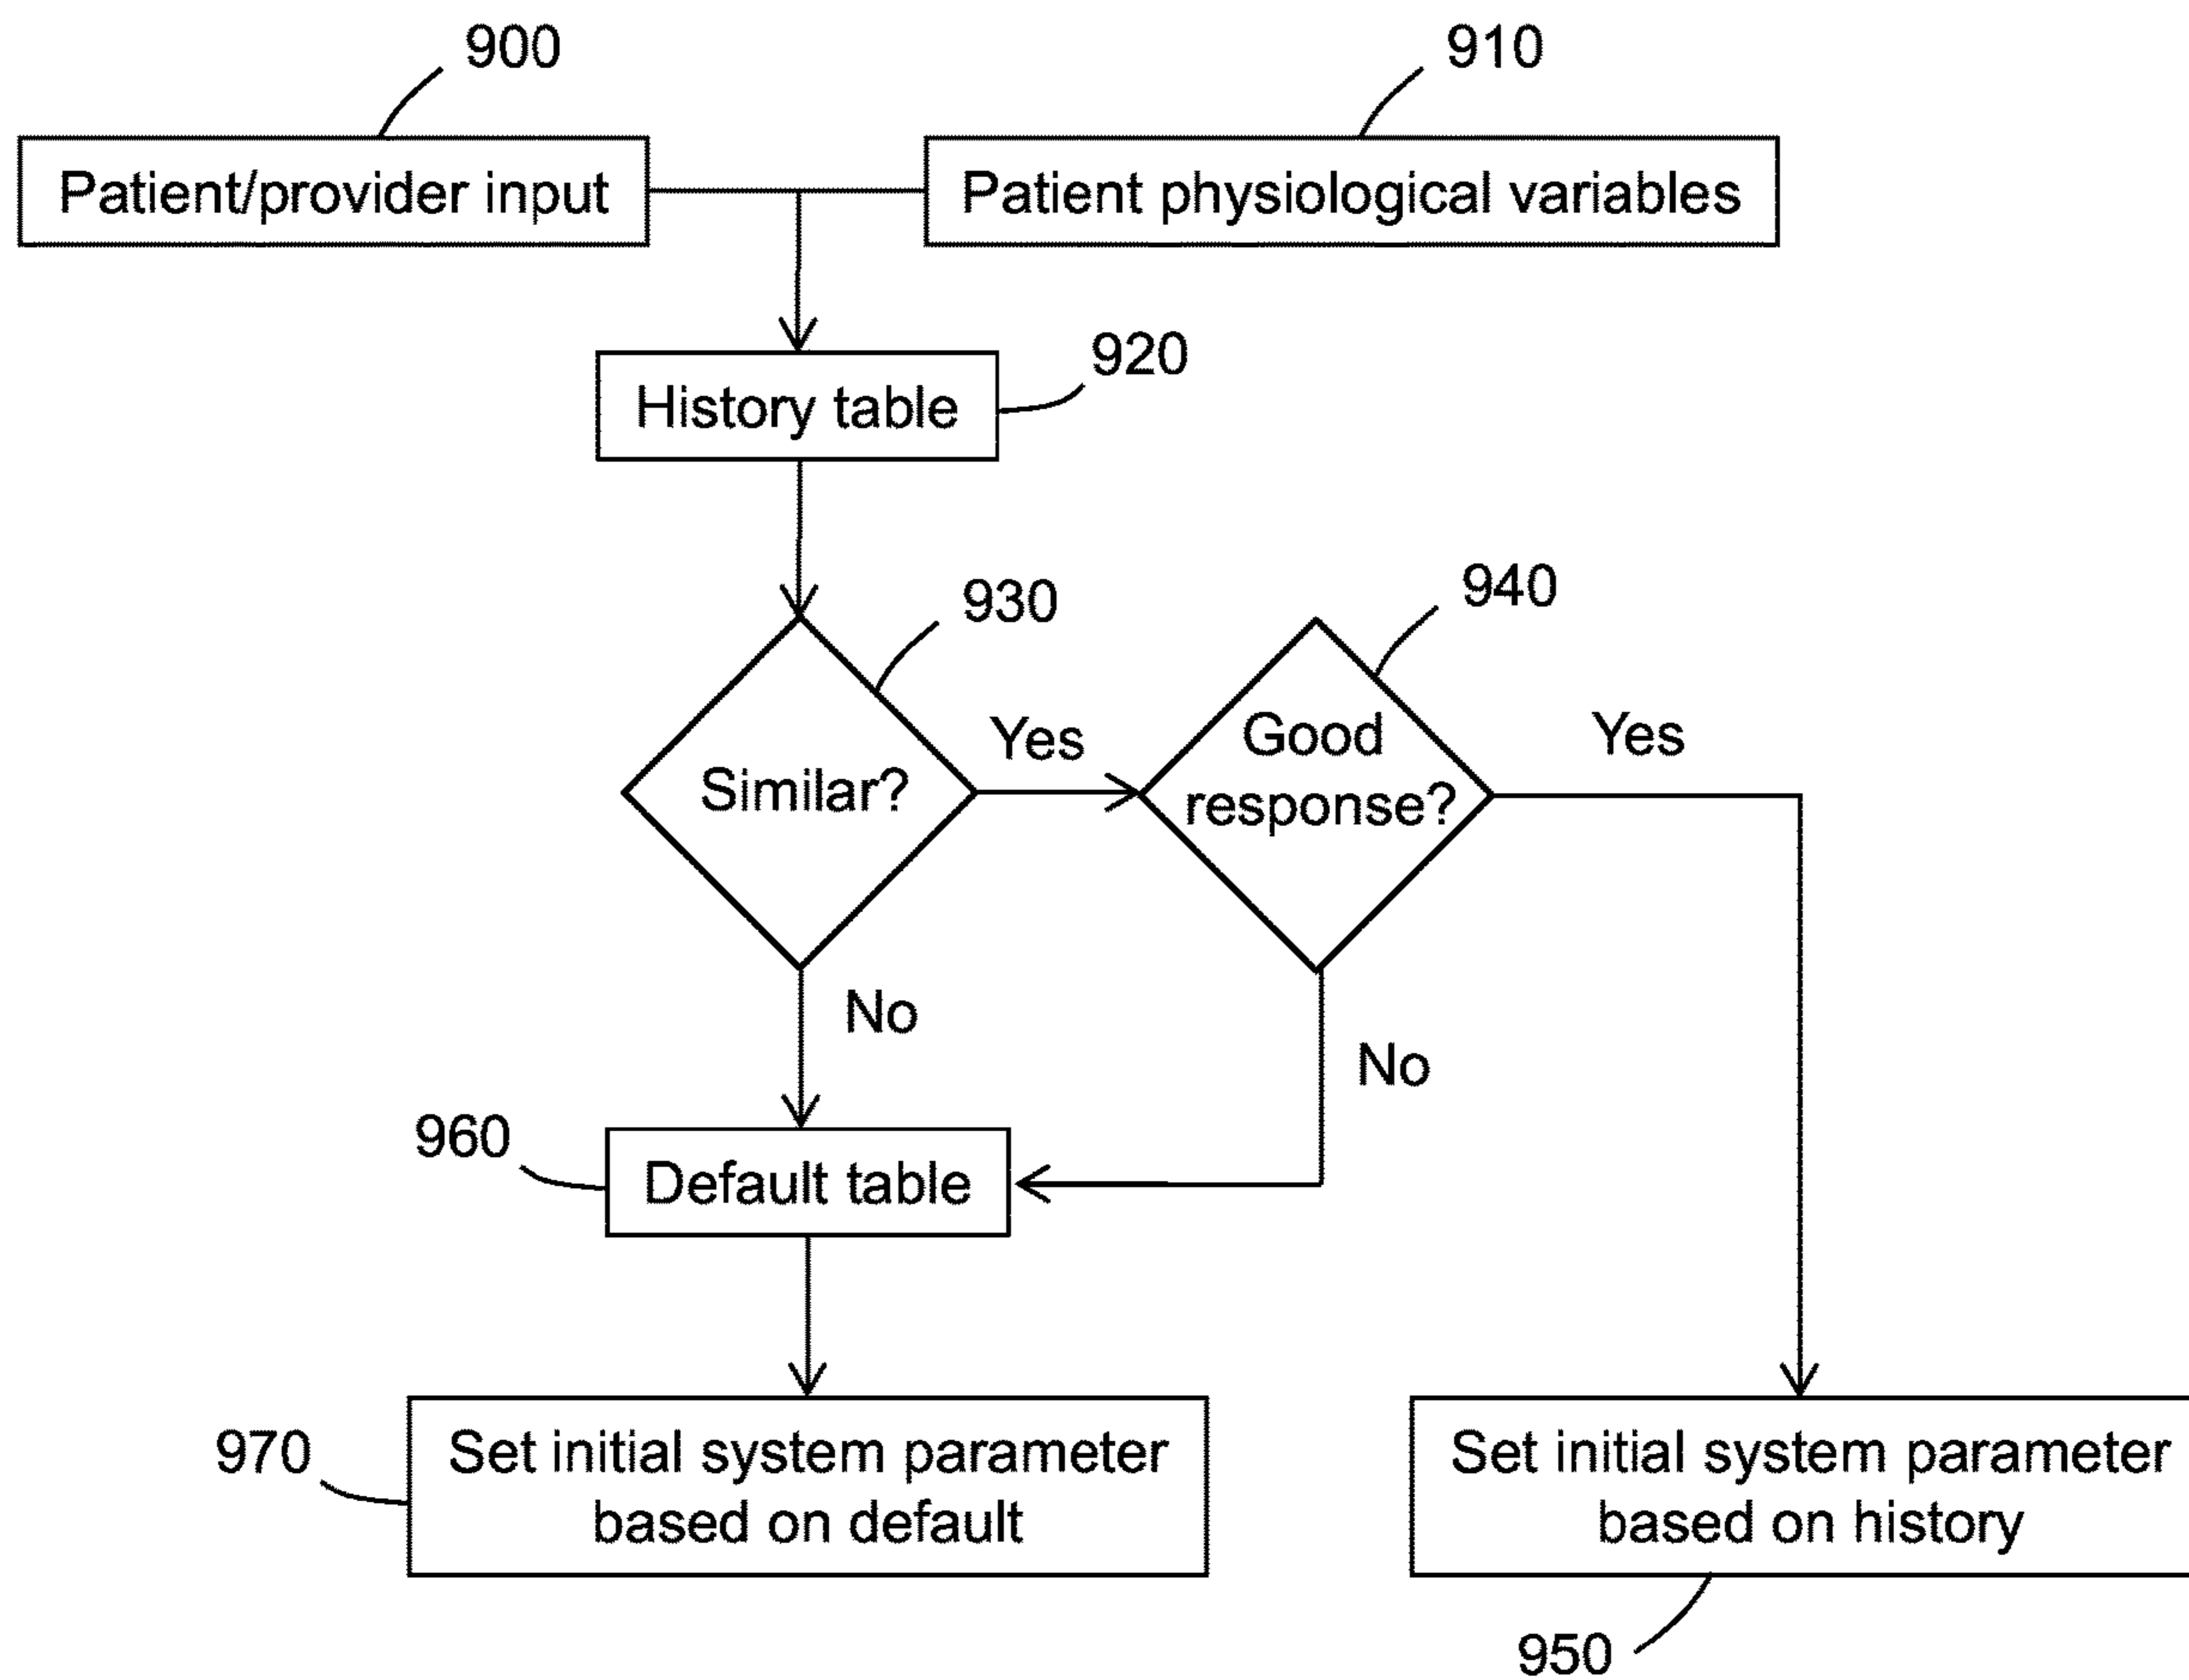 900
910
Patient/provider input
Patient physiological variables
920
History table
930
940
Similar?
Yes
Good
response?
Yes
No
No
960
Default table
970
Set initial system parameter
based on default
Set initial system parameter
based on history
950